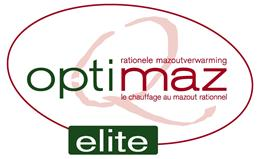 rationele mazoutverwarming
optimaz
le chauffage au mazout rationnel
elite